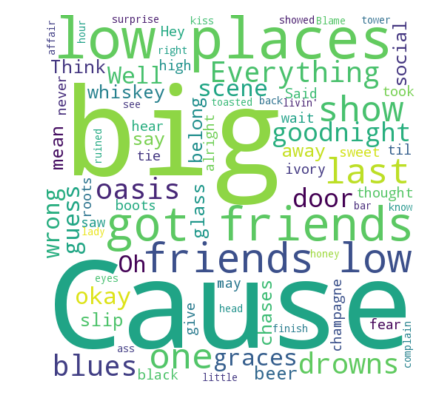 surprise kiss showed Blame tower
affair hour Hey right
low places
Think Well high Everything social
whiskey scene Said took
never see toasted back livin'
big show
mean say hear belong alright wait goodnight
ruined tie away sweet til
oasis ivory last
roots boots glass door thought
wrong guess saw bar know
lady got friends
Oh friends low
honey
eyes may
Cause
okay give head chases champagne fear
slip finish complain
ass one graces drowns
blues black little beer